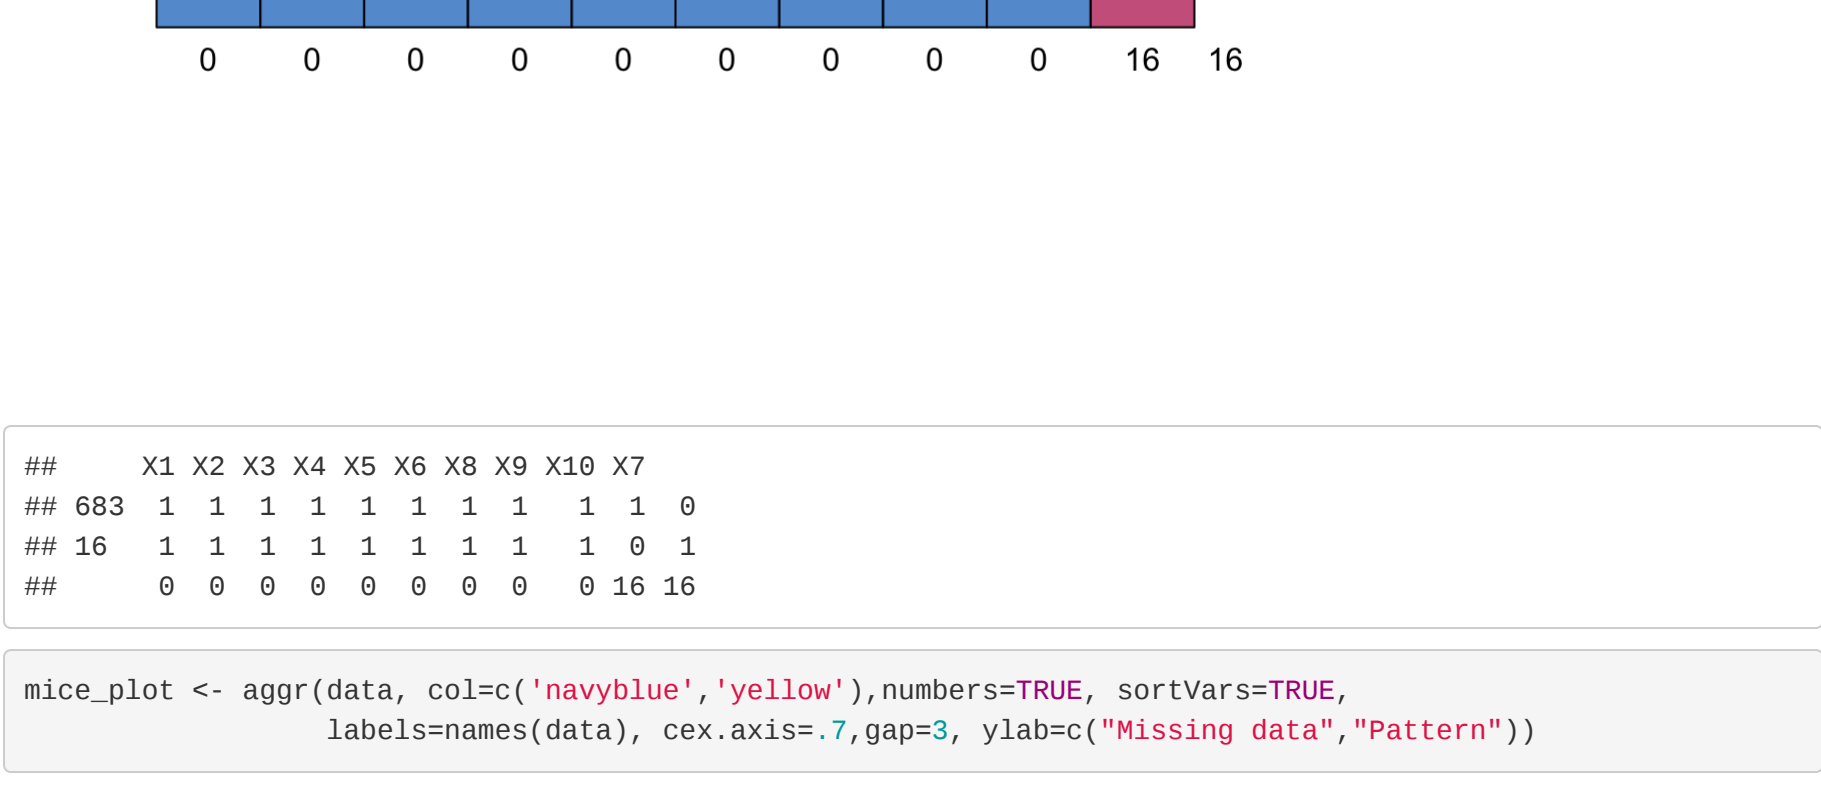 0 0 0 0 0 0 0 0 0 16 16
##     X1 X2 X3 X4 X5 X6 X8 X9 X10 X7
## 683  1  1  1  1  1  1  1  1   1  1  0
## 16   1  1  1  1  1  1  1  1   1  0  1
##      0  0  0  0  0  0  0  0   0 16 16
mice_plot <- aggr(data, col=c('navyblue','yellow'),numbers=TRUE, sortVars=TRUE,
                  labels=names(data), cex.axis=.7,gap=3, ylab=c("Missing data","Pattern"))